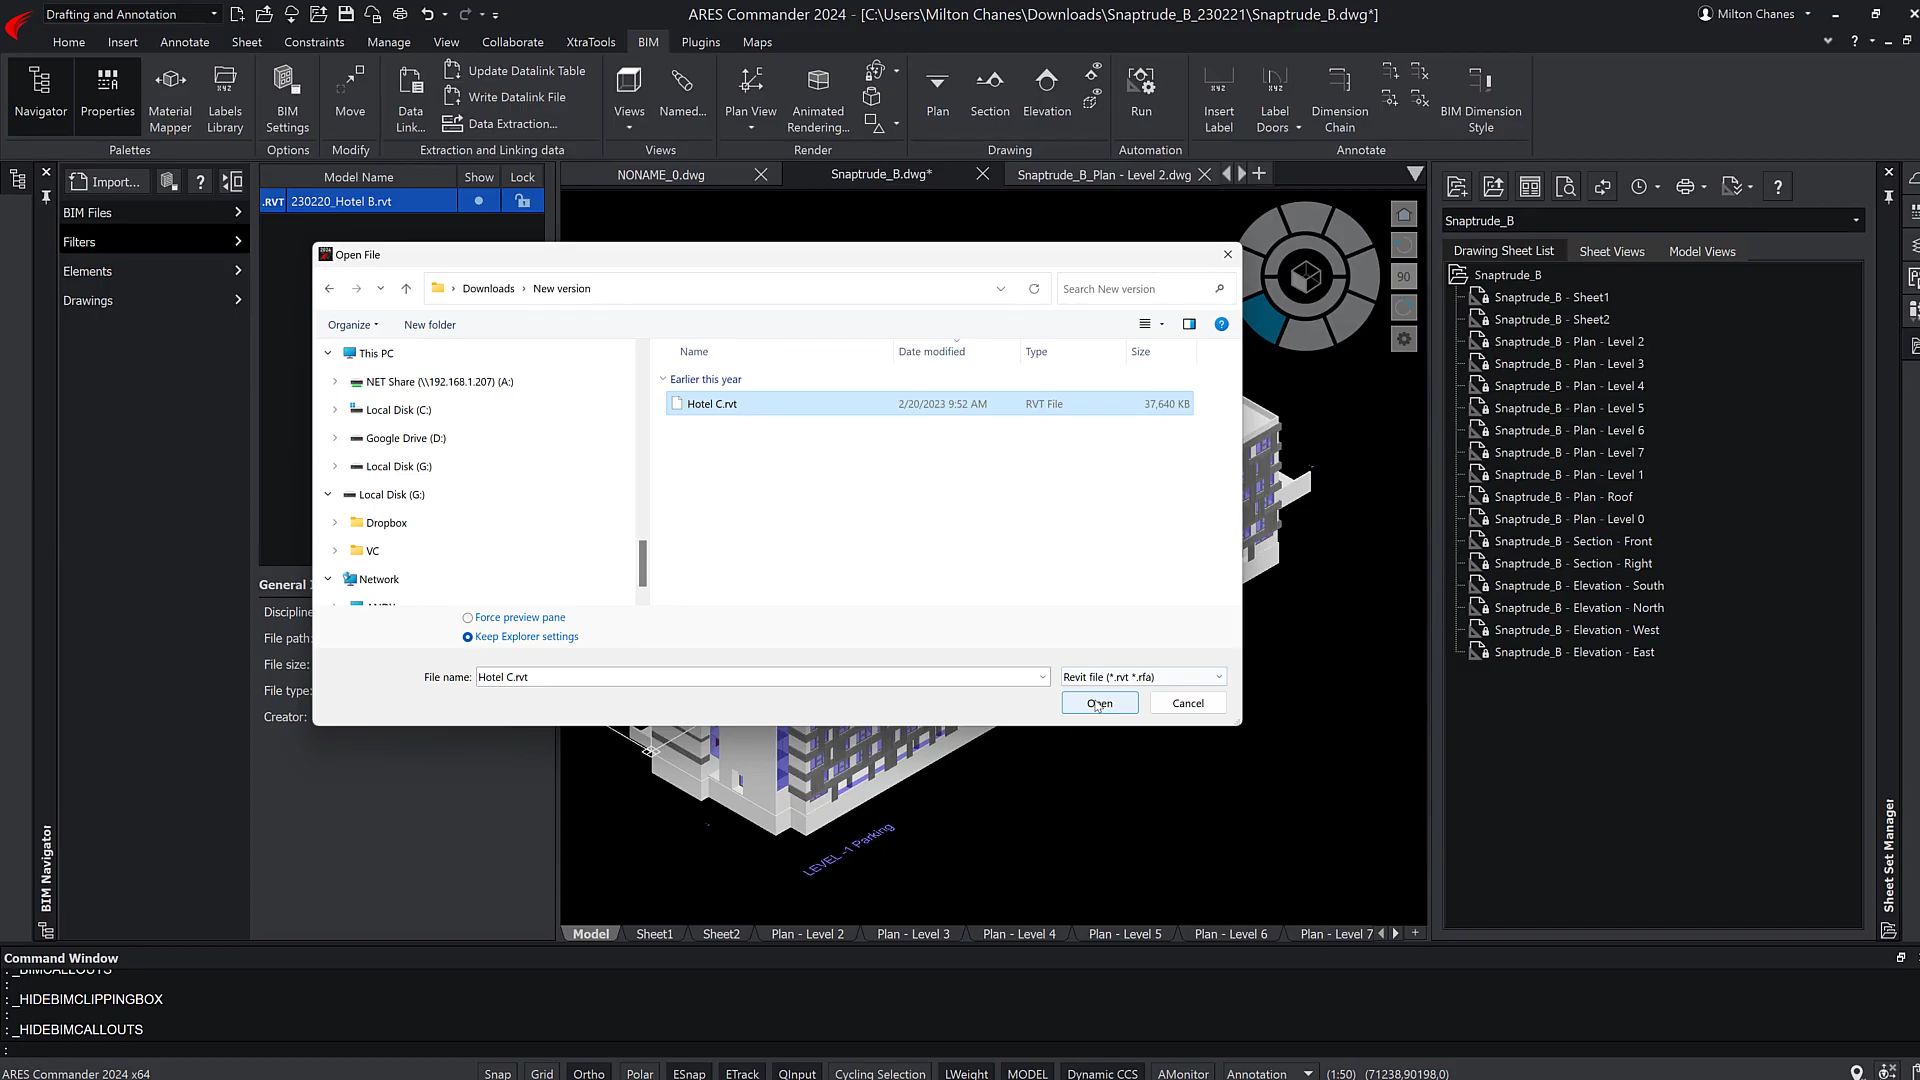 Drawing and Annotation
Drafting and Annotation
ARES Commander 2024 - [C:\Users\Milton Chanes\Downloads\Snaptrude_B_230221\Snaptrude_B.dwg*]
Milton Chanes
Home Insert Annotate Sheet Constraints Manage View Collaborate XtraTools BIM Plugins Maps
Navigator
Properties
Material Mapper
Labels Library
BIM Settings
Move
Data Link...
Update Datalink Table
Write Datalink File
Data Extraction...
Views
Named...
Plan View
Animated Rendering...
Plan
Section
Elevation
Run
Insert Label
Label Doors
Dimension Chain
BIM Dimension Style
Palettes Options Modify Extraction and Linking data Views Render Drawing Automation Annotate
Import...
BIM Files
Filters
Elements
Drawings
Model Name Show Lock
.RVT 230220_Hotel B.rvt
NONAME_0.dwg
Snaptrude_B.dwg*
Snaptrude_B_Plan - Level 2.dwg
90
Open File
Downloads › New version
Search New version
Organize
New folder
This PC
NET Share (\\192.168.1.207) (A:)
Local Disk (C:)
Google Drive (D:)
Local Disk (G:)
Local Disk (G:)
Dropbox
VC
Network
Name Date modified Type Size
Earlier this year
Hotel C.rvt 2/20/2023 9:52 AM RVT File 37,640 KB
Force preview pane
Keep Explorer settings
File name: Hotel C.rvt
Revit file (*.rvt *.rfa)
Open
Cancel
General
Discipline
File path:
File size:
File type:
Creator:
LEVEL -1 Parking
BIM Navigator
Snaptrude_B
Drawing Sheet List Sheet Views Model Views
Snaptrude_B
Snaptrude_B - Sheet1
Snaptrude_B - Sheet2
Snaptrude_B - Plan - Level 2
Snaptrude_B - Plan - Level 3
Snaptrude_B - Plan - Level 4
Snaptrude_B - Plan - Level 5
Snaptrude_B - Plan - Level 6
Snaptrude_B - Plan - Level 7
Snaptrude_B - Plan - Level 1
Snaptrude_B - Plan - Roof
Snaptrude_B - Plan - Level 0
Snaptrude_B - Section - Front
Snaptrude_B - Section - Right
Snaptrude_B - Elevation - South
Snaptrude_B - Elevation - North
Snaptrude_B - Elevation - West
Snaptrude_B - Elevation - East
Sheet Set Manager
Model Sheet1 Sheet2 Plan - Level 2 Plan - Level 3 Plan - Level 4 Plan - Level 5 Plan - Level 6 Plan - Level 7
Command Window
: _BIMCALLOUTS
:
: _HIDEBIMCLIPPINGBOX
:
: _HIDEBIMCALLOUTS
:
ARES Commander 2024 x64
Snap Grid Ortho Polar ESnap ETrack QInput Cycling Selection LWeight MODEL Dynamic CCS AMonitor Annotation (1:50) (71238,90198,0)